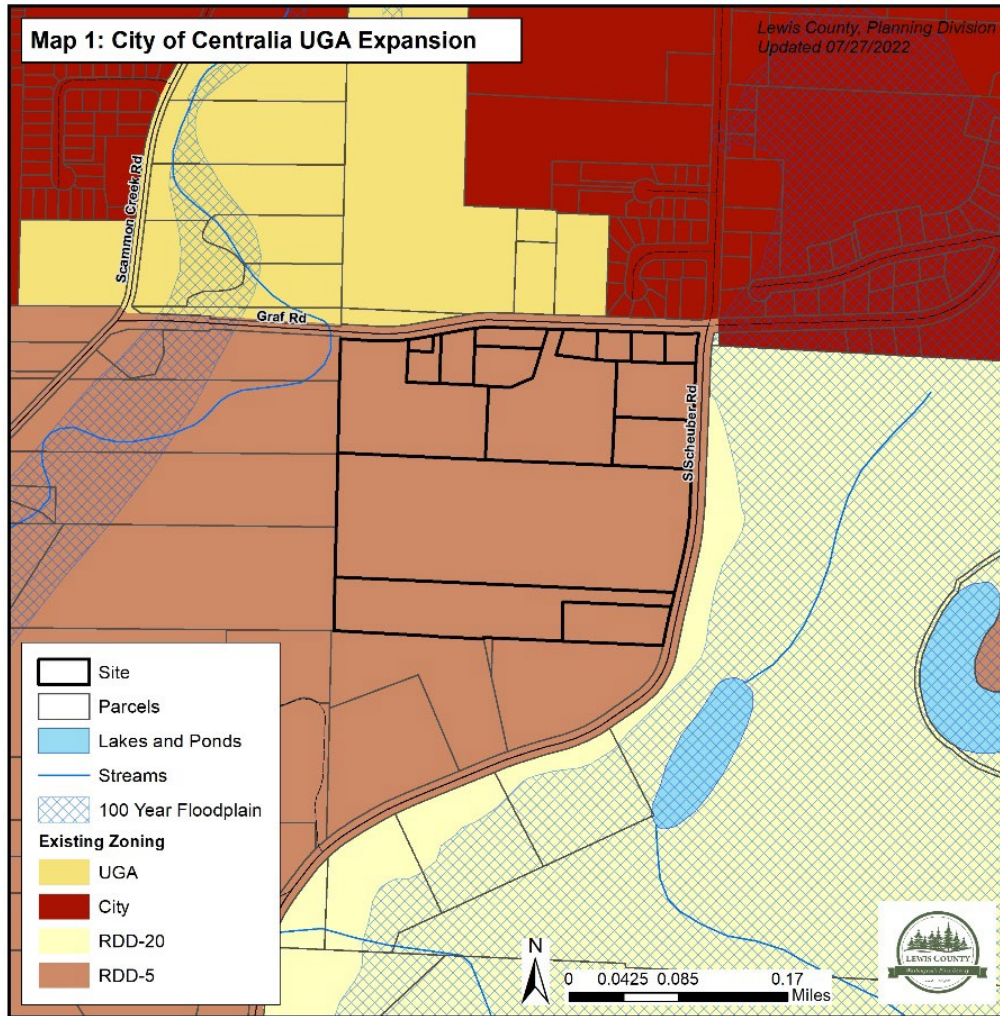 Map 1: City of Centralia UGA Expansion
Lewis County, Planning Division
Updated 07/27/2022
Scammon Creek Rd
Graf Rd
S Scheuber Rd
Site
Parcels
Lakes and Ponds
Streams
100 Year Floodplain
Existing Zoning
UGA
City
RDD-20
RDD-5
N
0 0.0425 0.085 0.17
Miles
LEWIS COUNTY